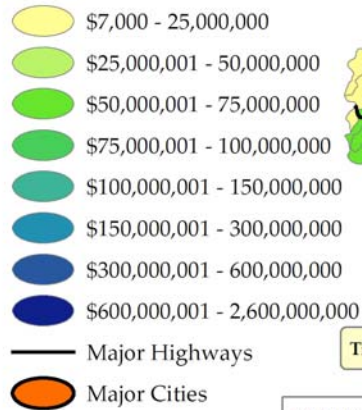 $7,000 - 25,000,000
$25,000,001 - 50,000,000
$50,000,001 - 75,000,000
$75,000,001 - 100,000,000
$100,000,001 - 150,000,000
$150,000,001 - 300,000,000
$300,000,001 - 600,000,000
$600,000,001 - 2,600,000,000
Major Highways
Major Cities